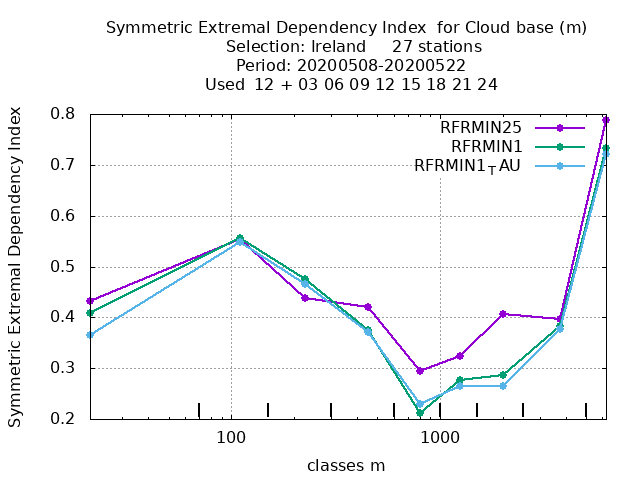 Symmetric Extremal Dependency Index  for Cloud base (m)
Selection: Ireland     27 stations
Period: 20200508-20200522
Used  12 + 03 06 09 12 15 18 21 24
Symmetric Extremal Dependency Index
0.8
0.7
0.6
0.5
0.4
0.3
0.2
RFRMIN25
RFRMIN1
RFRMIN1TAU
100
1000
classes m